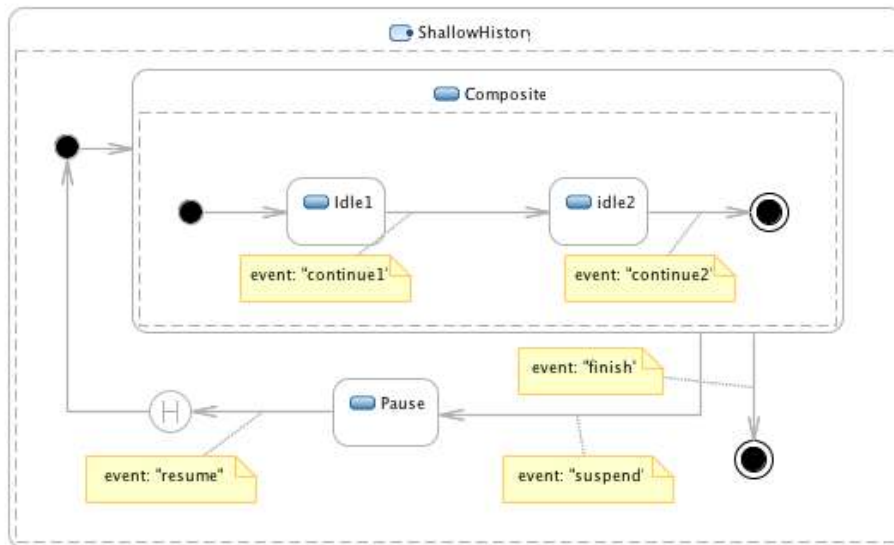 ShallowHistory
Composite
Idle1
idle2
event: "continue1"
event: "continue2"
event: "finish"
Pause
H
event: "resume"
event: "suspend"